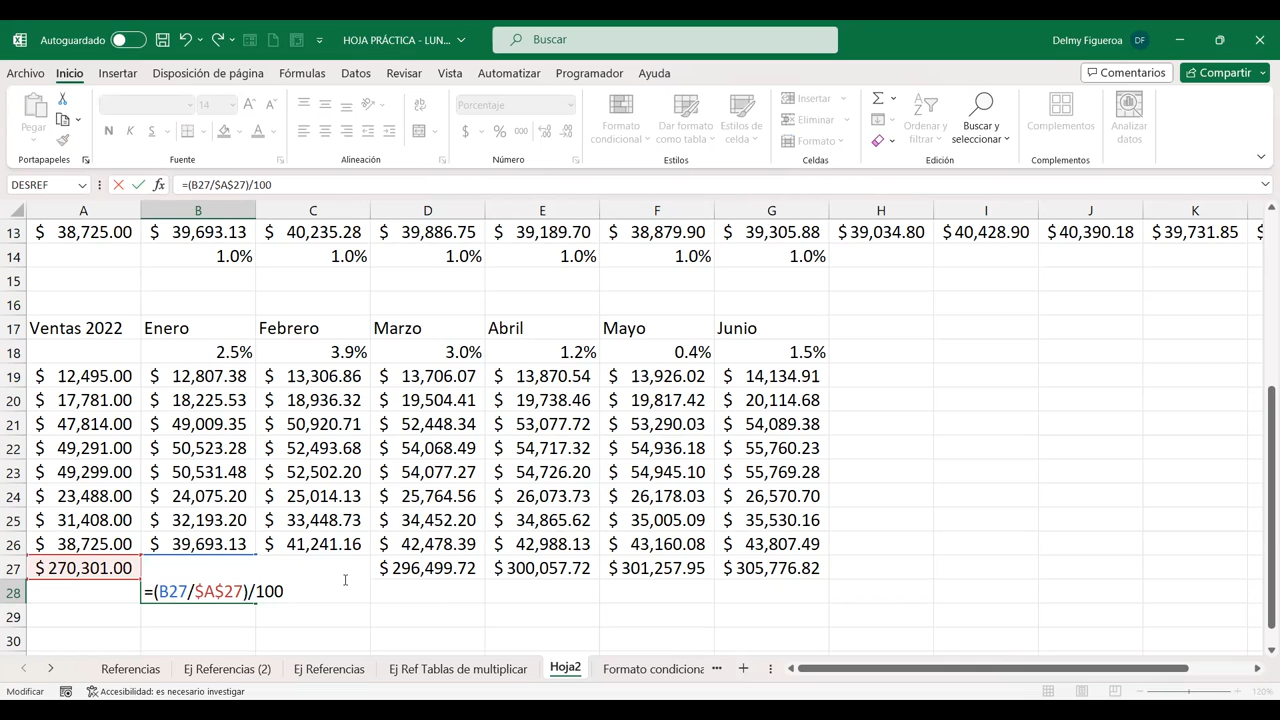 Autoguardado HOJA PRÁCTICA - LUN... Buscar Delmy Figueroa DF
Archivo Inicio Insertar Disposición de página Fórmulas Datos Revisar Vista Automatizar Programador Ayuda Comentarios Compartir
Pegar
14 A A
N K S A
ab
Porcentaje
$ % 000
Formato condicional
Dar formato como tabla
Estilos de celda
Insertar
Eliminar
Formato
Σ
Ordenar y filtrar
Buscar y seleccionar
Complementos
Analizar datos
Portapapeles Fuente Alineación Número Estilos Celdas Edición Complementos
DESREF fx =(B27/$A$27)/100
A B C D E F G H I J K
13 $ 38,725.00 $ 39,693.13 $ 40,235.28 $ 39,886.75 $ 39,189.70 $ 38,879.90 $ 39,305.88 $ 39,034.80 $ 40,428.90 $ 40,390.18 $ 39,731.85 $
14 1.0% 1.0% 1.0% 1.0% 1.0% 1.0%
15
16
17 Ventas 2022 Enero Febrero Marzo Abril Mayo Junio
18 2.5% 3.9% 3.0% 1.2% 0.4% 1.5%
19 $ 12,495.00 $ 12,807.38 $ 13,306.86 $ 13,706.07 $ 13,870.54 $ 13,926.02 $ 14,134.91
20 $ 17,781.00 $ 18,225.53 $ 18,936.32 $ 19,504.41 $ 19,738.46 $ 19,817.42 $ 20,114.68
21 $ 47,814.00 $ 49,009.35 $ 50,920.71 $ 52,448.34 $ 53,077.72 $ 53,290.03 $ 54,089.38
22 $ 49,291.00 $ 50,523.28 $ 52,493.68 $ 54,068.49 $ 54,717.32 $ 54,936.18 $ 55,760.23
23 $ 49,299.00 $ 50,531.48 $ 52,502.20 $ 54,077.27 $ 54,726.20 $ 54,945.10 $ 55,769.28
24 $ 23,488.00 $ 24,075.20 $ 25,014.13 $ 25,764.56 $ 26,073.73 $ 26,178.03 $ 26,570.70
25 $ 31,408.00 $ 32,193.20 $ 33,448.73 $ 34,452.20 $ 34,865.62 $ 35,005.09 $ 35,530.16
26 $ 38,725.00 $ 39,693.13 $ 41,241.16 $ 42,478.39 $ 42,988.13 $ 43,160.08 $ 43,807.49
27 $ 270,301.00 $ 296,499.72 $ 300,057.72 $ 301,257.95 $ 305,776.82
28 =(B27/$A$27)/100
29
30
Referencias Ej Referencias (2) Ej Referencias Ej Ref Tablas de multiplicar Hoja2 Formato condiciona ...
Modificar Accesibilidad: es necesario investigar 120%